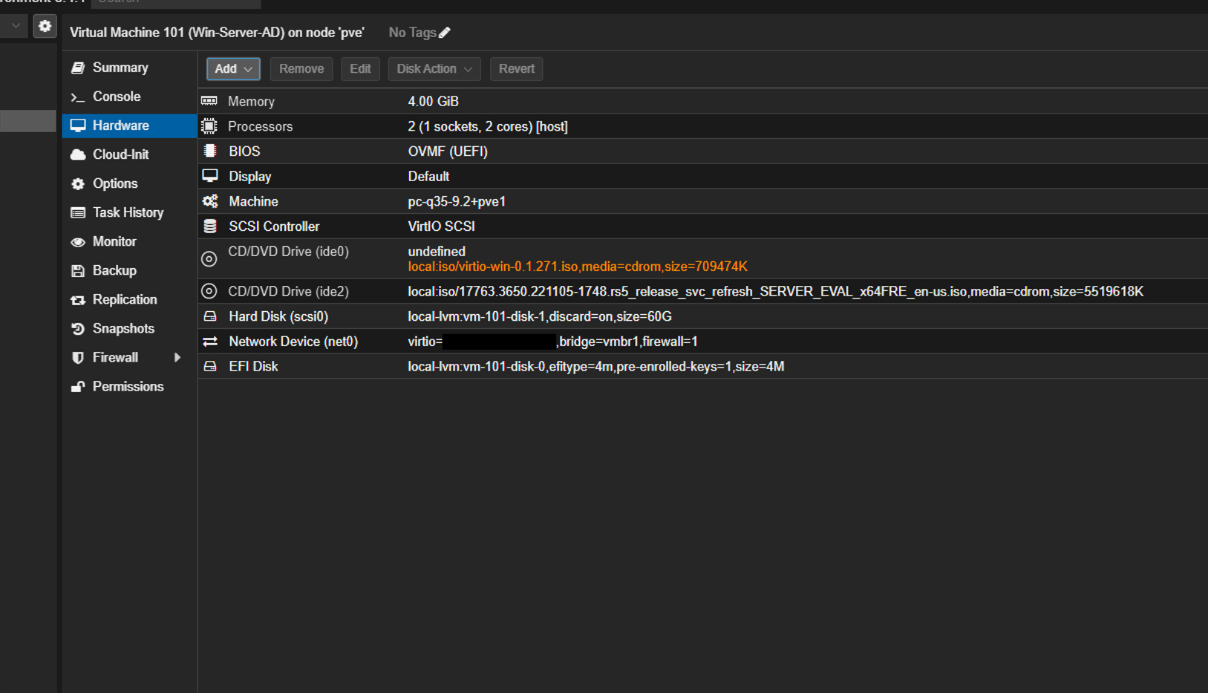 Virtual Machine 101 (Win-Server-AD) on node 'pve' No Tags
Summary
Console
Hardware
Cloud-Init
Options
Task History
Monitor
Backup
Replication
Snapshots
Firewall
Permissions
Add Remove Edit Disk Action Revert
Memory 4.00 GiB
Processors 2 (1 sockets, 2 cores) [host]
BIOS OVMF (UEFI)
Display Default
Machine pc-q35-9.2+pve1
SCSI Controller VirtIO SCSI
CD/DVD Drive (ide0) undefined
local:iso/virtio-win-0.1.271.iso,media=cdrom,size=709474K
CD/DVD Drive (ide2) local:iso/17763.3650.221105-1748.rs5_release_svc_refresh_SERVER_EVAL_x64FRE_en-us.iso,media=cdrom,size=5519618K
Hard Disk (scsi0) local-lvm:vm-101-disk-1,discard=on,size=60G
Network Device (net0) virtio= ,bridge=vmbr1,firewall=1
EFI Disk local-lvm:vm-101-disk-0,efitype=4m,pre-enrolled-keys=1,size=4M